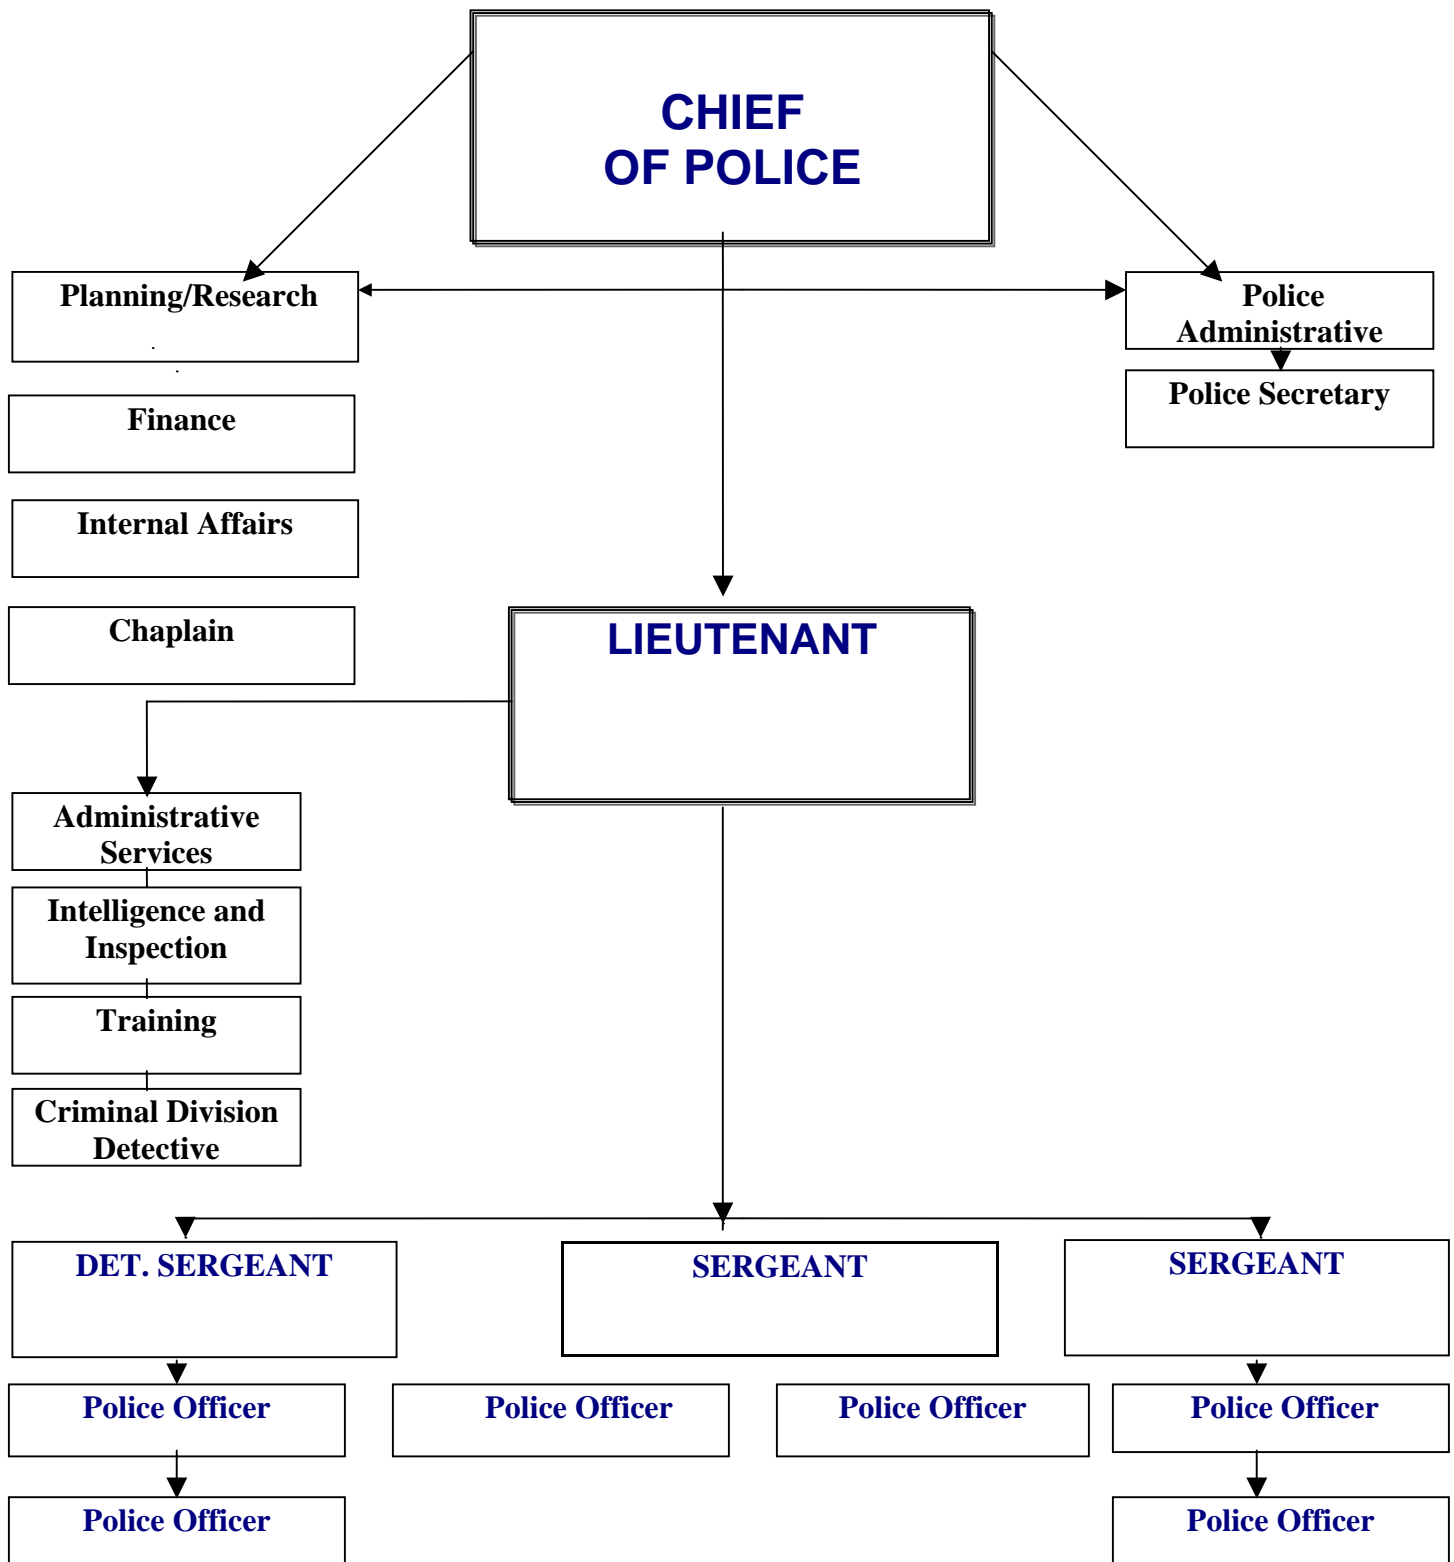 CHIEF
OF POLICE
Planning/Research
Police
Administrative
Police Secretary
Finance
Internal Affairs
Chaplain
LIEUTENANT
Administrative
Services
Intelligence and
Inspection
Training
Criminal Division
Detective
DET. SERGEANT
SERGEANT
SERGEANT
Police Officer
Police Officer
Police Officer
Police Officer
Police Officer
Police Officer